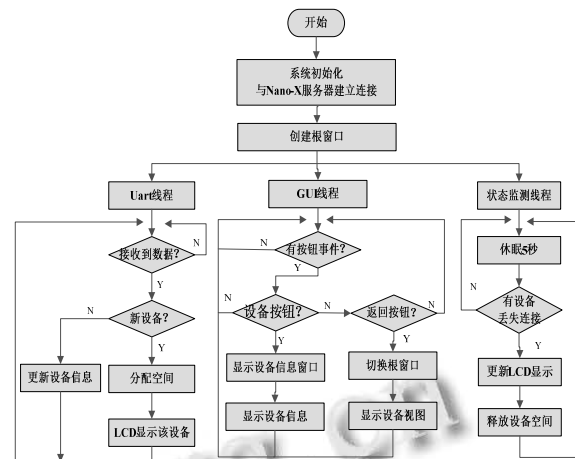 开始
系统初始化
与Nano-X服务器建立连接
创建根窗口
Uart线程
GUI线程
状态监测线程
接收到数据?
N
Y
新设备?
N
Y
更新设备信息
分配空间
LCD显示该设备
有按钮事件?
N
Y
设备按钮?
N
N
Y
返回按钮?
N
Y
显示设备信息窗口
显示设备信息
切换根窗口
显示设备视图
休眠5秒
有设备
丢失连接
N
Y
更新LCD显示
释放设备空间